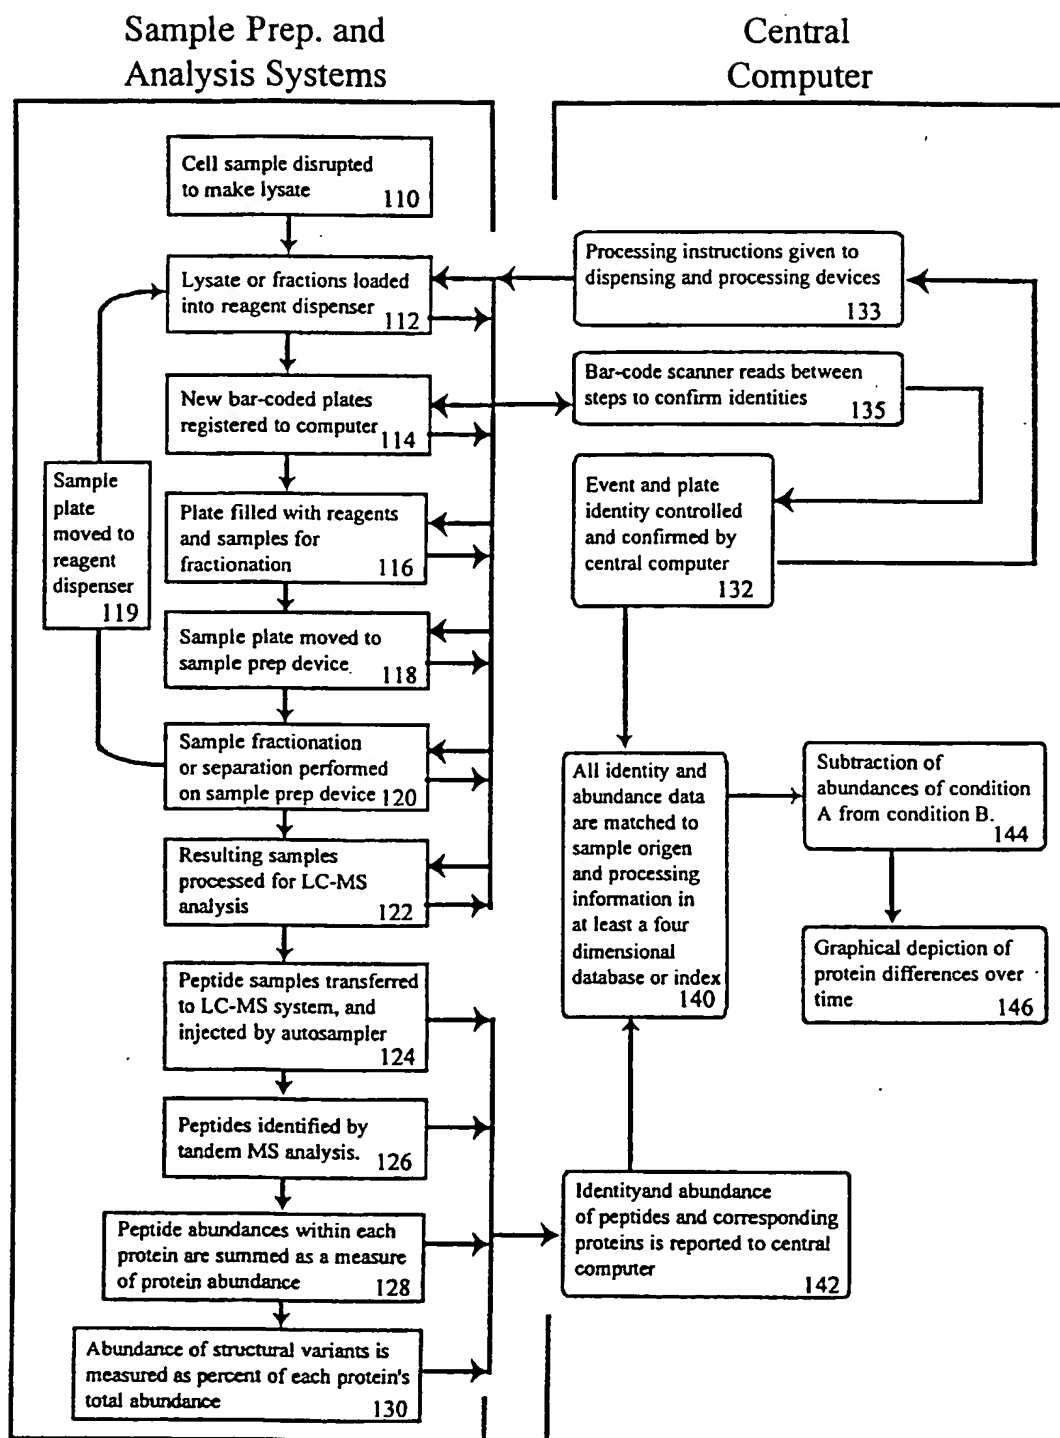 Sample Prep. and
Analysis Systems
Central
Computer
Cell sample disrupted
to make lysate
110
Lysate or fractions loaded
into reagent dispenser
112
New bar-coded plates
registered to computer
114
Plate filled with reagents
and samples for
fractionation
116
Sample plate moved to
sample prep device.
118
Sample
plate
moved to
reagent
dispenser
119
Sample fractionation
or separation performed
on sample prep device
120
Resulting samples
processed for LC-MS
analysis
122
Peptide samples transferred
to LC-MS system, and
injected by autosampler
124
Peptides identified by
tandem MS analysis.
126
Peptide abundances within each
protein are summed as a measure
of protein abundance
128
Abundance of structural variants is
measured as percent of each protein's
total abundance
130
Processing instructions given to
dispensing and processing devices
133
Bar-code scanner reads between
steps to confirm identities
135
Event and plate
identity controlled
and confirmed by
central computer
132
All identity and
abundance data
are matched to
sample origen
and processing
information in
at least a four
dimensional
database or index
140
Subtraction of
abundances of condition
A from condition B.
144
Graphical depiction of
protein differences over
time
146
Identityand abundance
of peptides and corresponding
proteins is reported to central
computer
142